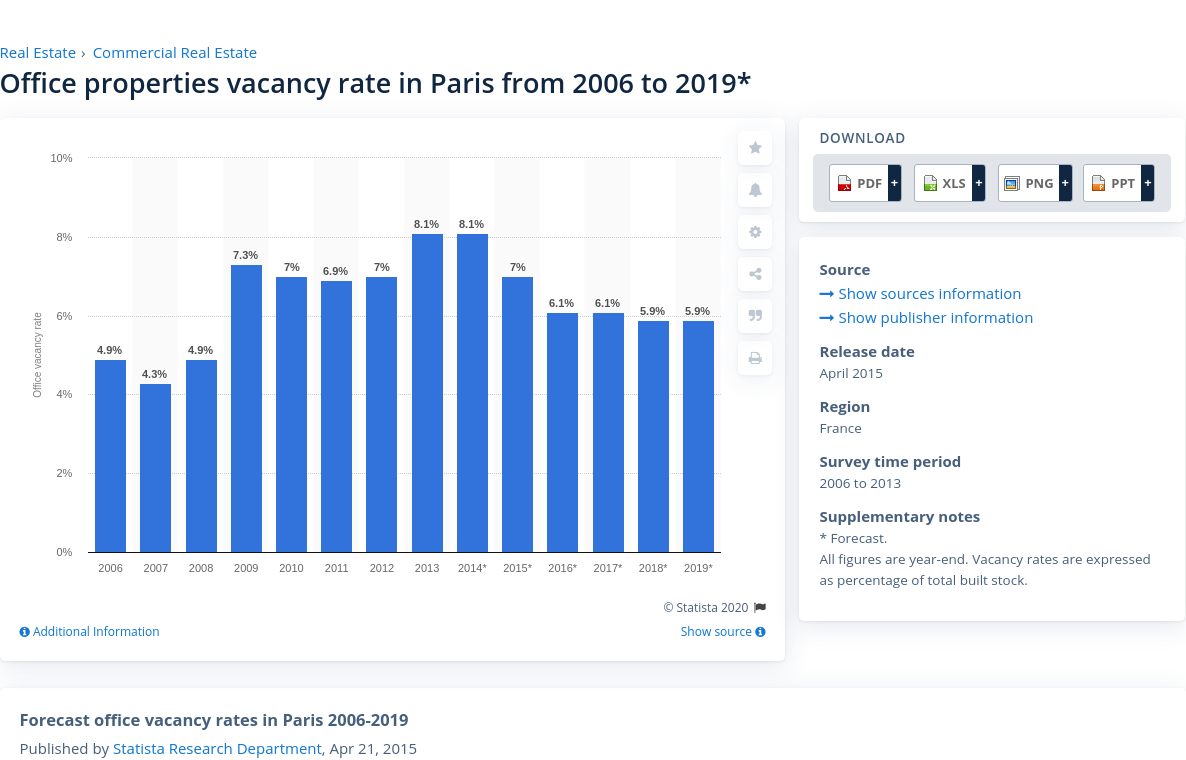 Real Estate › Commercial Real Estate
Office properties vacancy rate in Paris from 2006 to 2019*
10%
8%
6%
4%
2%
0%
Office vacancy rate
4.9%
4.3%
4.9%
7.3%
7%
6.9%
7%
8.1%
8.1%
7%
6.1%
6.1%
5.9%
5.9%
2006 2007 2008 2009 2010 2011 2012 2013 2014* 2015* 2016* 2017* 2018* 2019*
© Statista 2020
Additional Information
Show source
DOWNLOAD
PDF + XLS + PNG + PPT +
Source
Show sources information
Show publisher information
Release date
April 2015
Region
France
Survey time period
2006 to 2013
Supplementary notes
* Forecast.
All figures are year-end. Vacancy rates are expressed
as percentage of total built stock.
Forecast office vacancy rates in Paris 2006-2019
Published by Statista Research Department, Apr 21, 2015